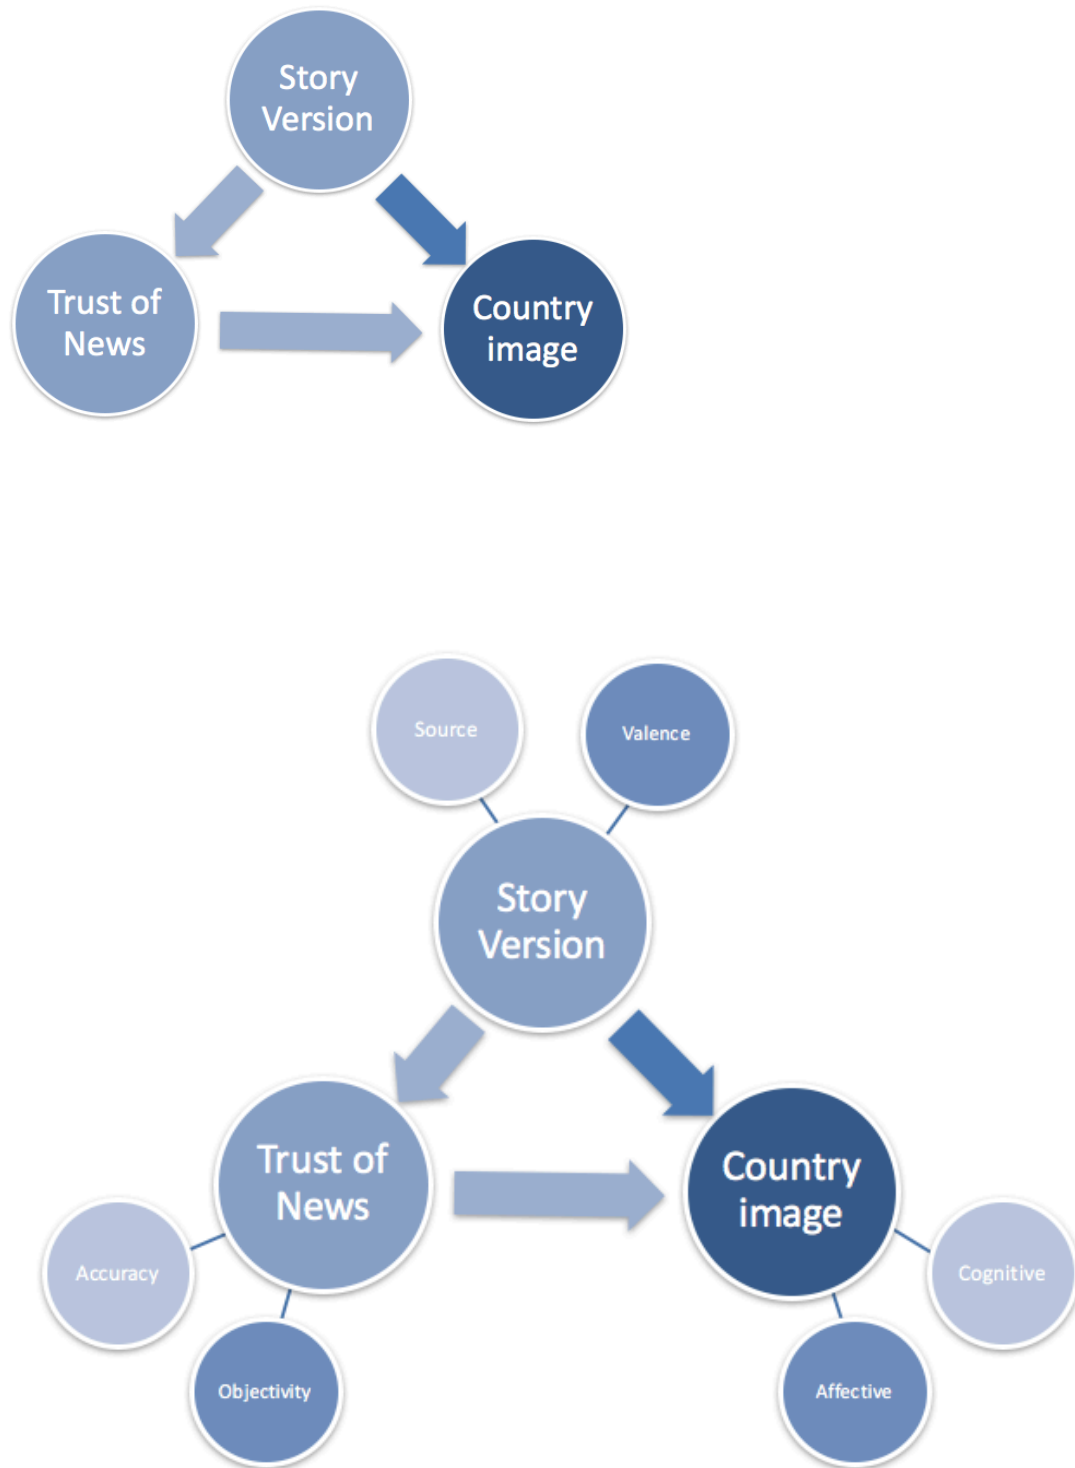 Story
Version
Trust of
News
Country
image
Source
Valence
Story
Version
Trust of
News
Country
image
Accuracy
Cognitive
Objectivity
Affective